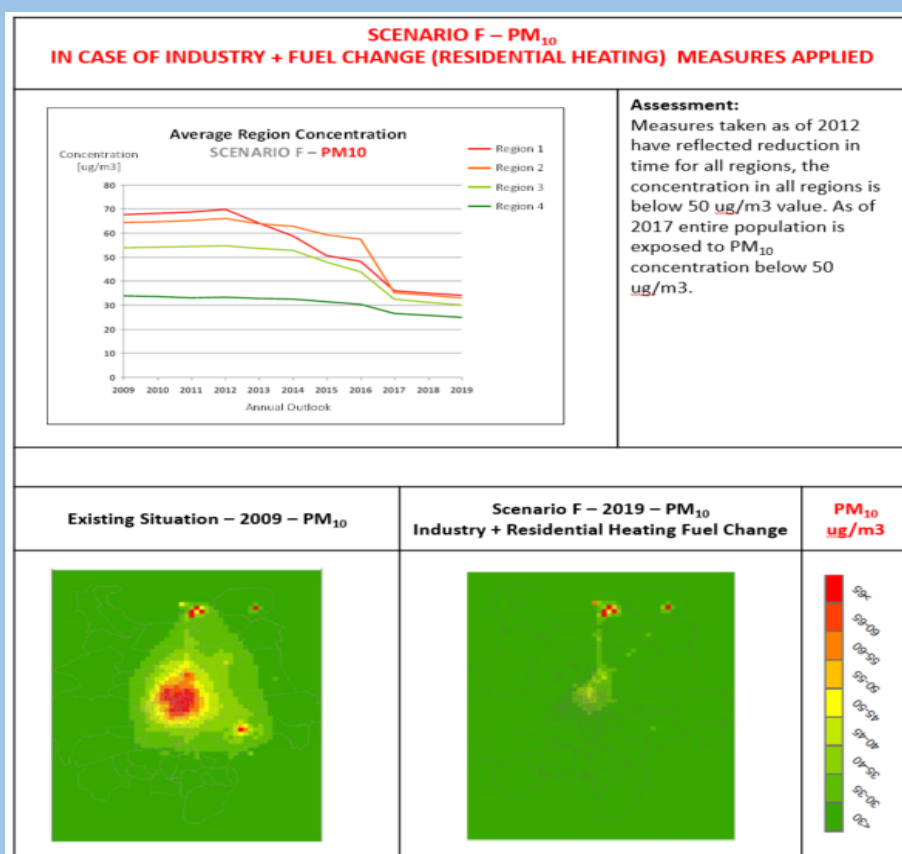 SCENARIO F – PM10
IN CASE OF INDUSTRY + FUEL CHANGE (RESIDENTIAL HEATING) MEASURES APPLIED
Average Region Concentration
SCENARIO F – PM10
Concentration
[ug/m3]
80
70
60
50
40
30
20
10
0
2009 2010 2011 2012 2013 2014 2015 2016 2017 2018 2019
Annual Outlook
Region 1
Region 2
Region 3
Region 4
Assessment:
Measures taken as of 2012
have reflected reduction in
time for all regions, the
concentration in all regions is
below 50 ug/m3 value. As of
2017 entire population is
exposed to PM10
concentration below 50
ug/m3.
Existing Situation – 2009 – PM10
Scenario F – 2019 – PM10
Industry + Residential Heating Fuel Change
PM10
ug/m3
>65
60-65
55-60
50-55
45-50
40-45
35-40
30-35
<30